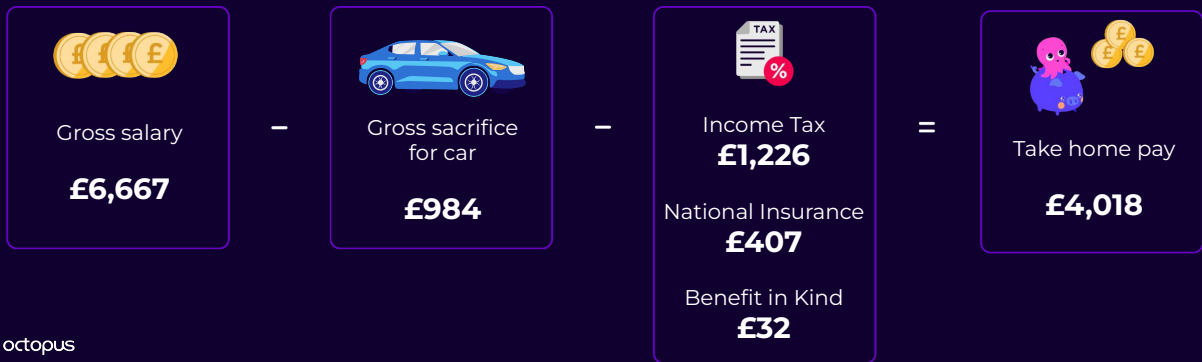 ££££
Gross salary
£6,667
-
Gross sacrifice
for car
£984
-
TAX
%
Income Tax
£1,226
National Insurance
£407
Benefit in Kind
£32
=
£
£ £
Take home pay
£4,018
octopus